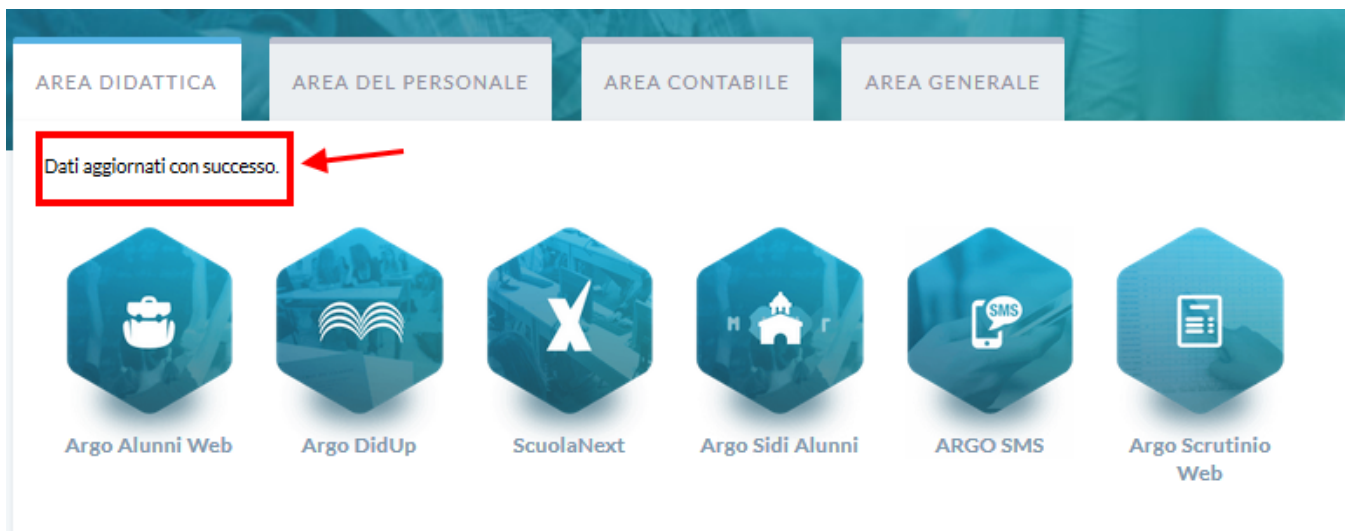 AREA DIDATTICA
AREA DEL PERSONALE
AREA CONTABILE
AREA GENERALE
Dati aggiornati con successo.
SMS
M
Argo Alunni Web
Argo DidUp
ScuolaNext
Argo Sidi Alunni
ARGO SMS
Argo Scrutinio
Web